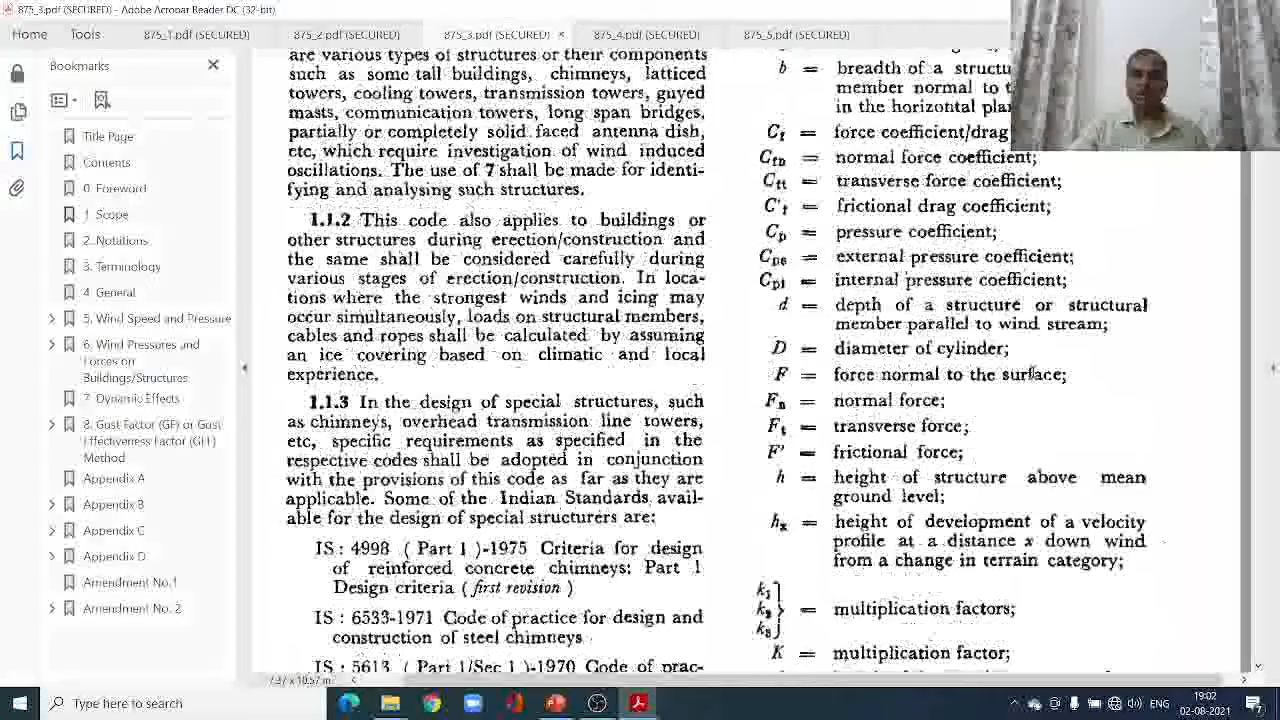 875_3.pdf (SECURED) - Adobe Acrobat Reader DC (32-bit)
Home Tools 875_1.pdf (SECURED) 875_2.pdf (SECURED) 875_3.pdf (SECURED) × 875_4.pdf (SECURED) 875_5.pdf (SECURED)
Bookmarks
Title Page
Contents
0. Foreword
1. Scope
2. Notations
3. Terminology
4. General
5. Wind Speed and Pressure
6. Wind Pressures and
Forces on
Buildings/Structures
7. Dynamic Effects
8. Gust Factor (GF) or Gust
Effectiveness Factor (GEF)
Method
Appendix A
Appendix B
Appendix C
Appendix D
Amendment No.1
Amendment No. 2
are various types of structures or their components
such as some tall buildings, chimneys, latticed
towers, cooling towers, transmission towers, guyed
masts, communication towers, long span bridges,
partially or completely solid faced antenna dish,
etc, which require investigation of wind induced
oscillations. The use of 7 shall be made for identi-
fying and analysing such structures.
1.1.2 This code also applies to buildings or
other structures during erection/construction and
the same shall be considered carefully during
various stages of erection/construction. In loca-
tions where the strongest winds and icing may
occur simultaneously, loads on structural members,
cables and ropes shall be calculated by assuming
an ice covering based on climatic and local
experience.
1.1.3 In the design of special structures, such
as chimneys, overhead transmission line towers,
etc, specific requirements as specified in the
respective codes shall be adopted in conjunction
with the provisions of this code as far as they are
applicable. Some of the Indian Standards avail-
able for the design of special structurers are:
IS : 4998 ( Part 1 )-1975 Criteria for design
of reinforced concrete chimneys: Part 1
Design criteria ( first revision )
IS : 6533-1971 Code of practice for design and
construction of steel chimneys
IS : 5613 ( Part 1/Sec 1 )-1970 Code of prac-
b = breadth of a structu
member normal to t
in the horizontal pla
Cf = force coefficient/drag
Cfn = normal force coefficient;
Cft = transverse force coefficient;
C'f = frictional drag coefficient;
Cp = pressure coefficient;
Cpe = external pressure coefficient;
Cpi = internal pressure coefficient;
d = depth of a structure or structural
member parallel to wind stream;
D = diameter of cylinder;
F = force normal to the surface;
Fn = normal force;
Ft = transverse force;
F' = frictional force;
h = height of structure above mean
ground level;
hx = height of development of a velocity
profile at a distance x down wind
from a change in terrain category;
k1
k2 } = multiplication factors;
k3
K = multiplication factor;
Type here to search
ENG
19:02
02-08-2021